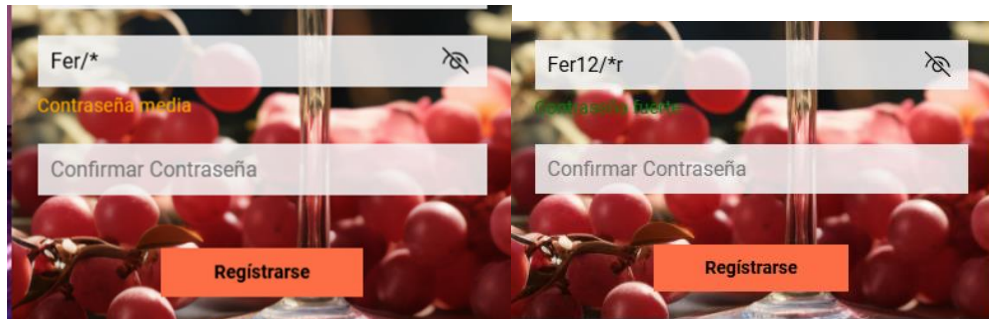 Fer/*
Contraseña media
Confirmar Contraseña
Regístrarse
Fer12/*r
Contraseña fuerte
Confirmar Contraseña
Regístrarse